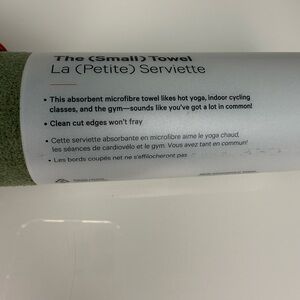 The (Small) Towel
La (Petite) Serviette
• This absorbent microfibre towel likes hot yoga, indoor cycling
classes, and the gym—sounds like you've got a lot in common!
• Clean cut edges won't fray
• Cette serviette absorbante en microfibre aime le yoga chaud,
les séances de cardiovélo et le gym. Vous avez tant en commun!
• Les bords coupés net ne s'effilocheront pas